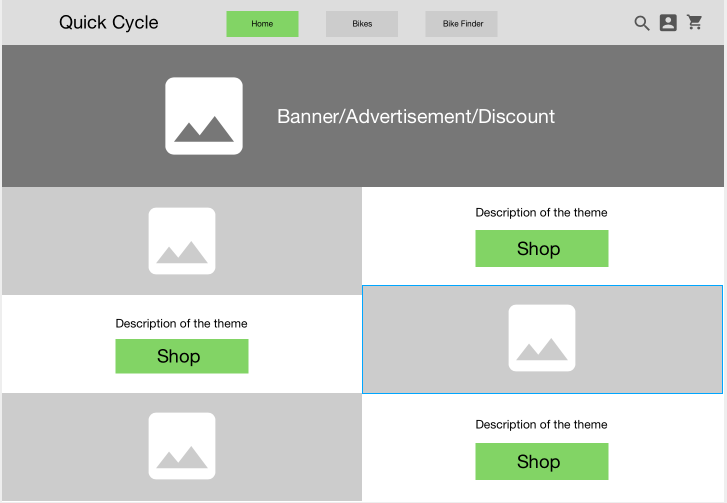 Quick Cycle
Home
Bikes
Bike Finder
Banner/Advertisement/Discount
Description of the theme
Shop
Description of the theme
Shop
Description of the theme
Shop